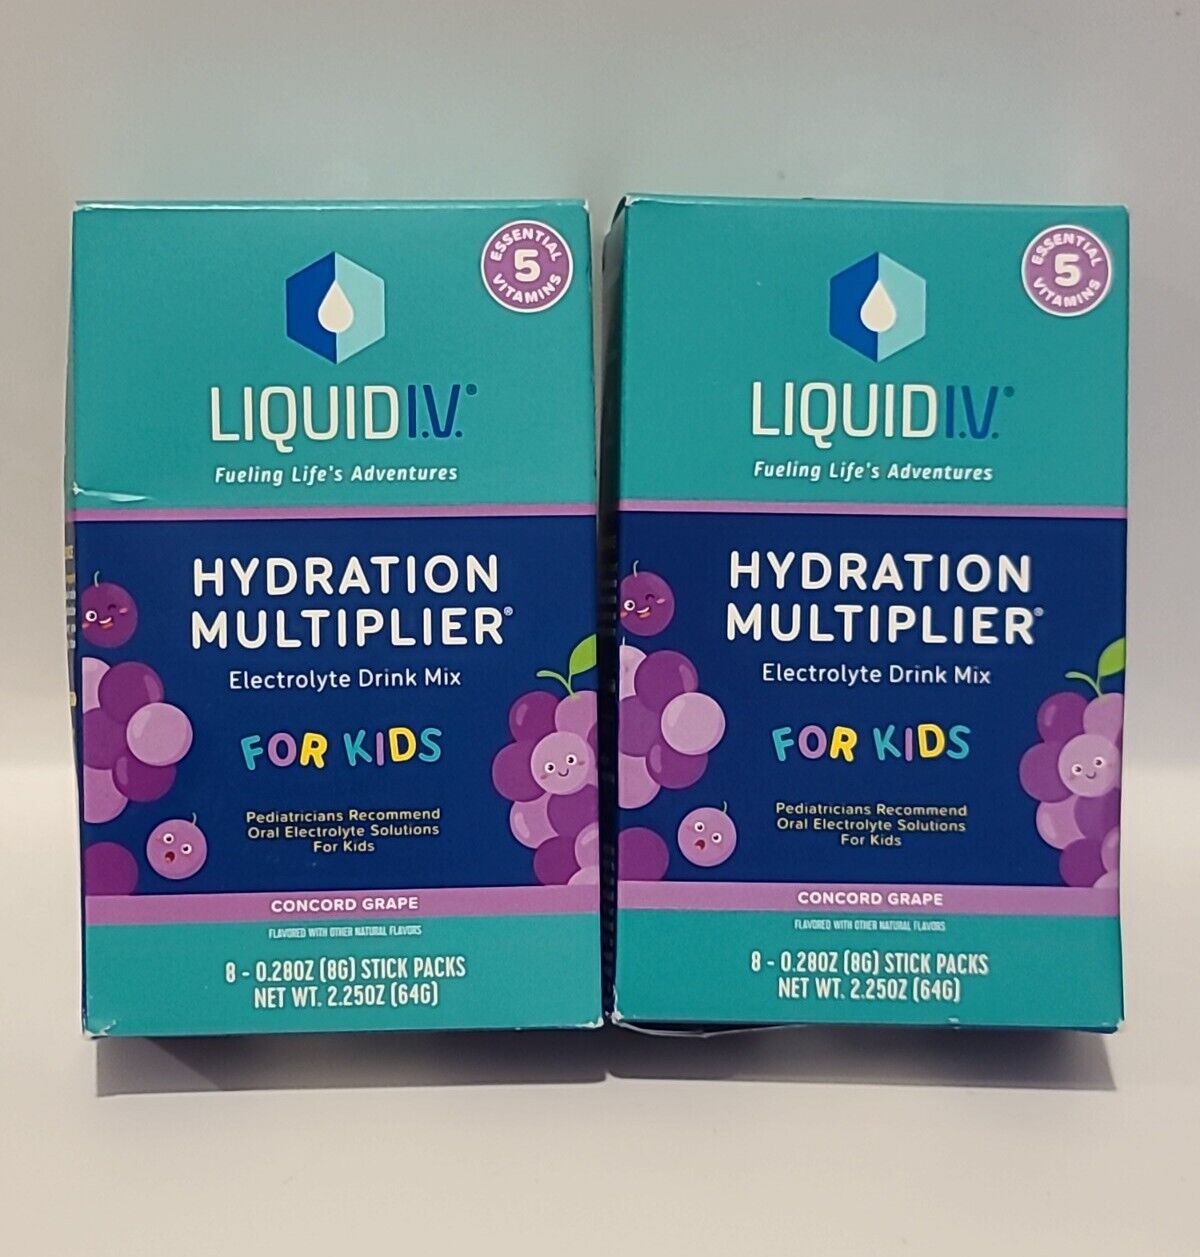 ESSENTIAL
5
VITAMINS
LIQUID I.V.®
Fueling Life's Adventures
HYDRATION
MULTIPLIER®
Electrolyte Drink Mix
FOR KIDS
Pediatricians Recommend
Oral Electrolyte Solutions
For Kids
CONCORD GRAPE
FLAVORED WITH OTHER NATURAL FLAVORS
8 - 0.28OZ (8G) STICK PACKS
NET WT. 2.25OZ (64G)
ESSENTIAL
5
VITAMINS
LIQUID I.V.®
Fueling Life's Adventures
HYDRATION
MULTIPLIER®
Electrolyte Drink Mix
FOR KIDS
Pediatricians Recommend
Oral Electrolyte Solutions
For Kids
CONCORD GRAPE
FLAVORED WITH OTHER NATURAL FLAVORS
8 - 0.28OZ (8G) STICK PACKS
NET WT. 2.25OZ (64G)